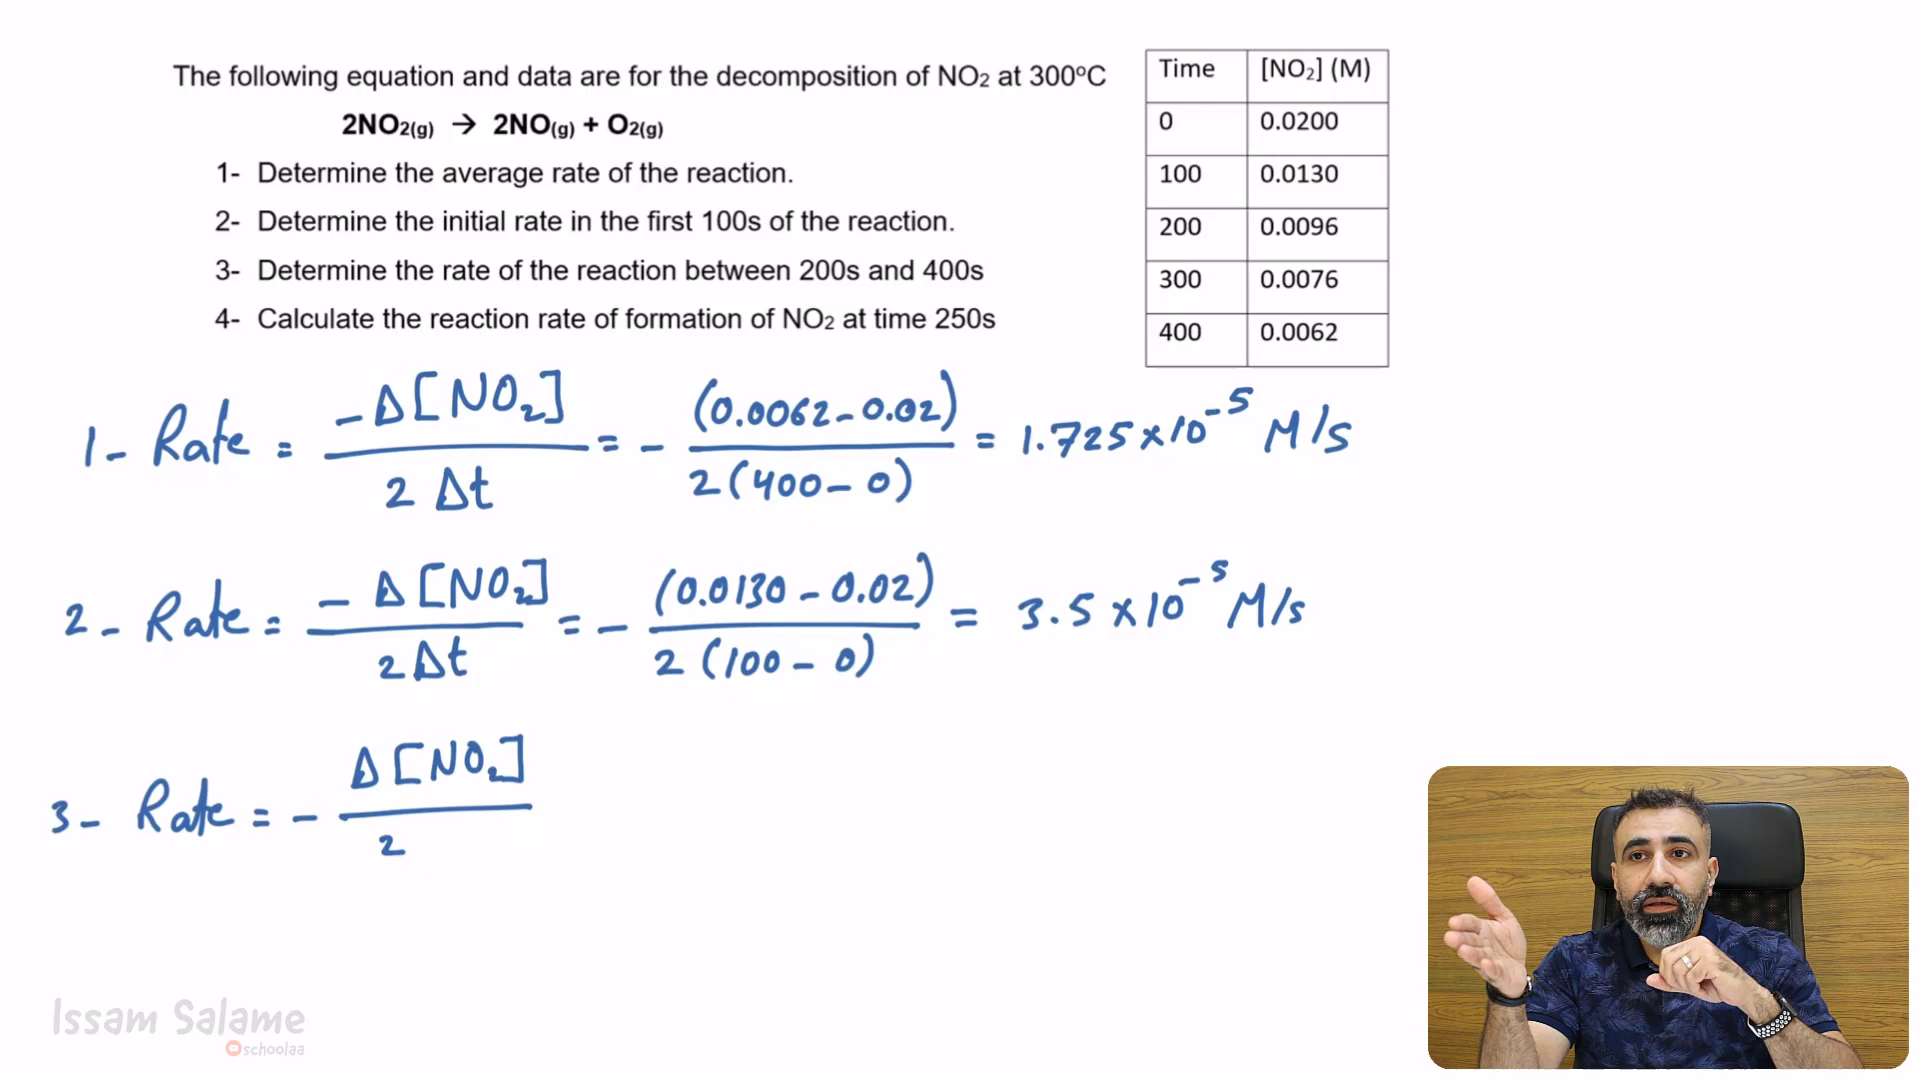 The following equation and data are for the decomposition of NO₂ at 300°C
2NO₂(g) → 2NO(g) + O₂(g)
1- Determine the average rate of the reaction.
2- Determine the initial rate in the first 100s of the reaction.
3- Determine the rate of the reaction between 200s and 400s
4- Calculate the reaction rate of formation of NO₂ at time 250s
Time [NO₂] (M)
0 0.0200
100 0.0130
200 0.0096
300 0.0076
400 0.0062
1- Rate = -Δ[NO₂] / 2 Δt = - (0.0062-0.02) / 2(400-0) = 1.725×10⁻⁵ M/s
2- Rate = -Δ[NO₂] / 2Δt = - (0.0130-0.02) / 2(100-0) = 3.5×10⁻⁵ M/s
3- Rate = - Δ[NO₂] / 2
Issam Salame
schoolaa